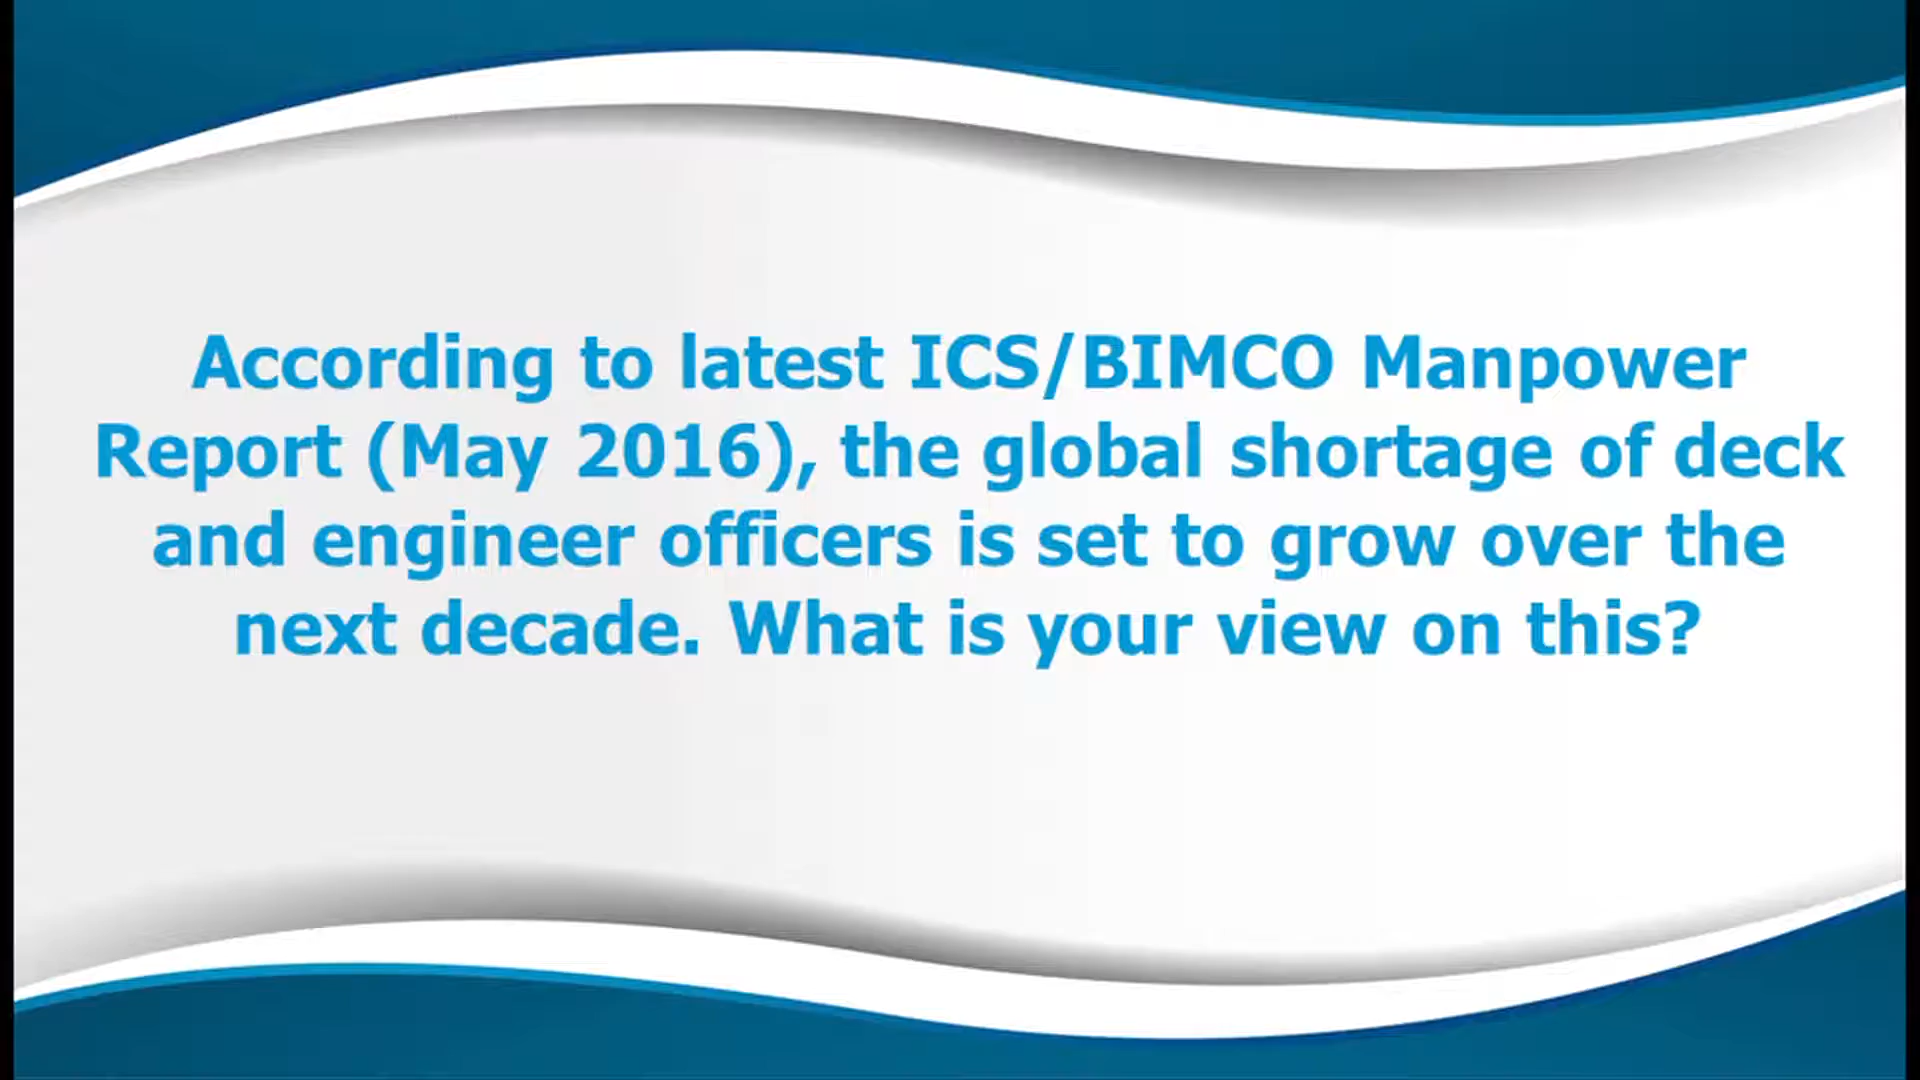 According to latest ICS/BIMCO Manpower
Report (May 2016), the global shortage of deck
and engineer officers is set to grow over the
next decade. What is your view on this?